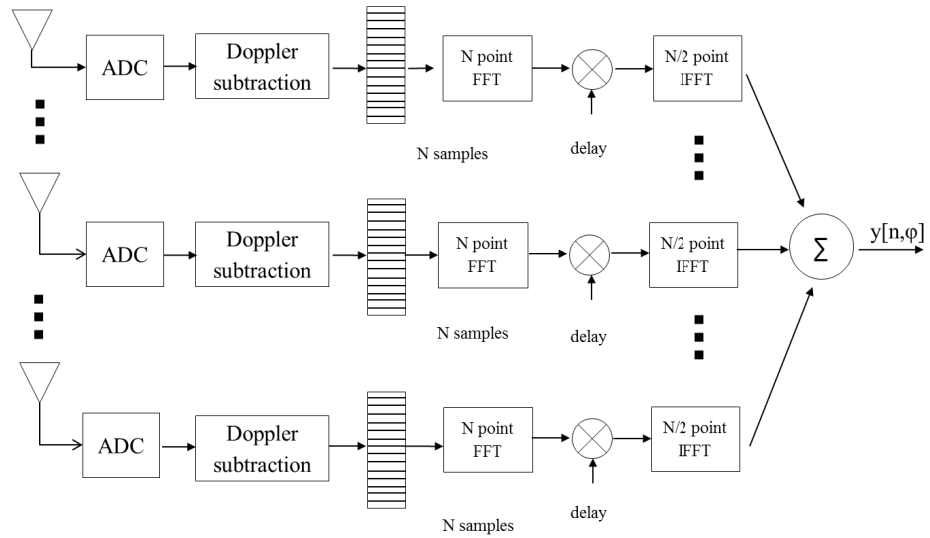 ADC
Doppler
subtraction
N point
FFT
N/2 point
IFFT
N samples
delay
ADC
Doppler
subtraction
N point
FFT
N/2 point
IFFT
Σ
y[n,φ]
N samples
delay
ADC
Doppler
subtraction
N point
FFT
N/2 point
IFFT
N samples
delay